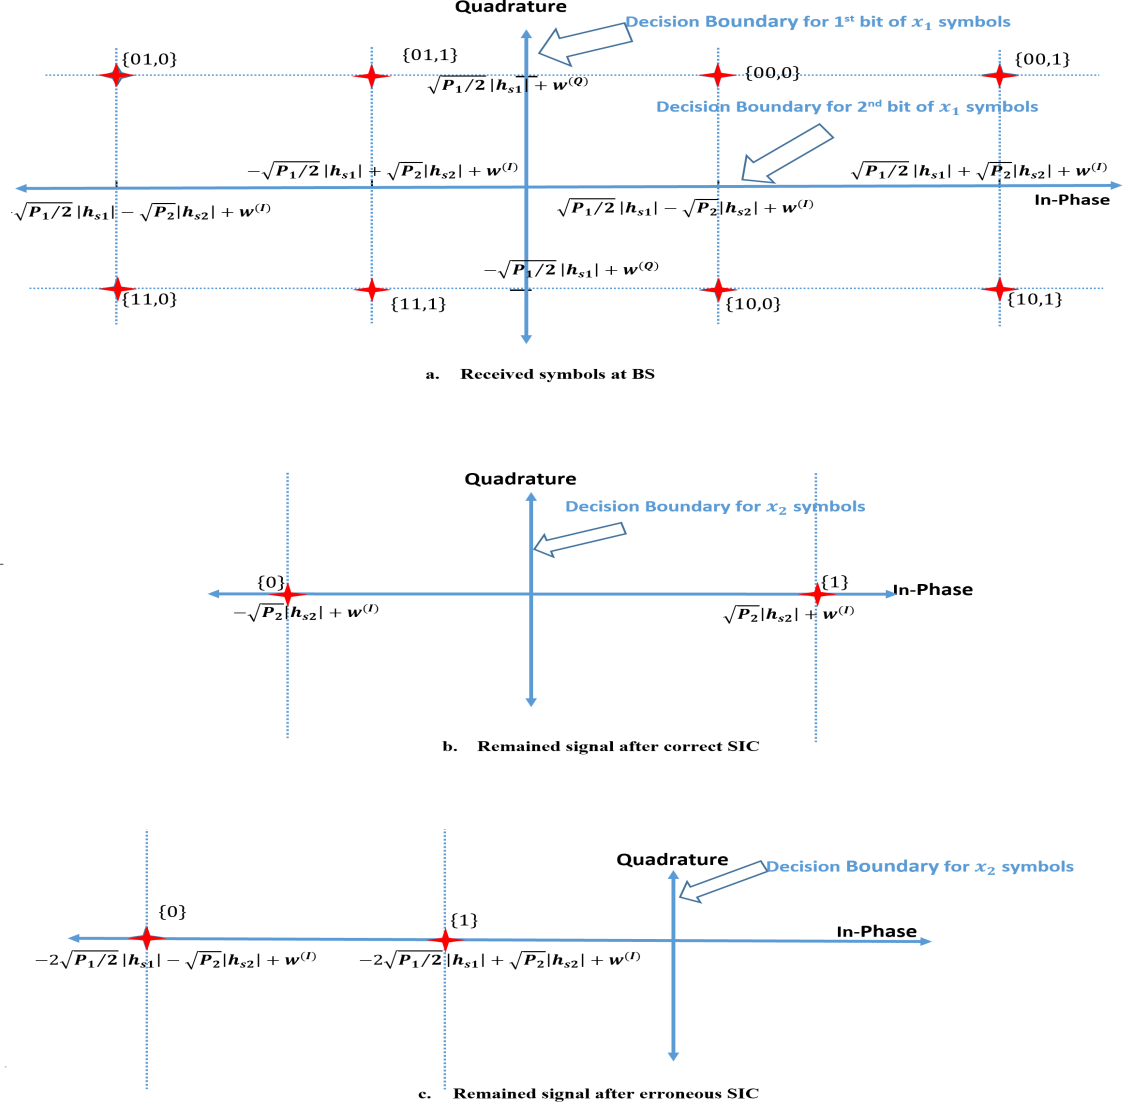 Quadrature
Decision Boundary for 1st bit of x₁ symbols
{01,0}
{01,1}
{00,0}
{00,1}
√P₁/2 |hₛ₁| + w⁽Q⁾
Decision Boundary for 2nd bit of x₁ symbols
−√P₁/2 |hₛ₁| + √P₂|hₛ₂| + w⁽I⁾
√P₁/2 |hₛ₁| + √P₂|hₛ₂| + w⁽I⁾
In-Phase
√P₁/2 |hₛ₁| − √P₂|hₛ₂| + w⁽I⁾
√P₁/2 |hₛ₁| − √P₂|hₛ₂| + w⁽I⁾
−√P₁/2 |hₛ₁| + w⁽Q⁾
{11,0}
{11,1}
{10,0}
{10,1}
a. Received symbols at BS
Quadrature
Decision Boundary for x₂ symbols
{0}
{1}
In-Phase
−√P₂|hₛ₂| + w⁽I⁾
√P₂|hₛ₂| + w⁽I⁾
b. Remained signal after correct SIC
Quadrature
Decision Boundary for x₂ symbols
{0}
{1}
In-Phase
−2√P₁/2 |hₛ₁| − √P₂|hₛ₂| + w⁽I⁾
−2√P₁/2 |hₛ₁| + √P₂|hₛ₂| + w⁽I⁾
c. Remained signal after erroneous SIC